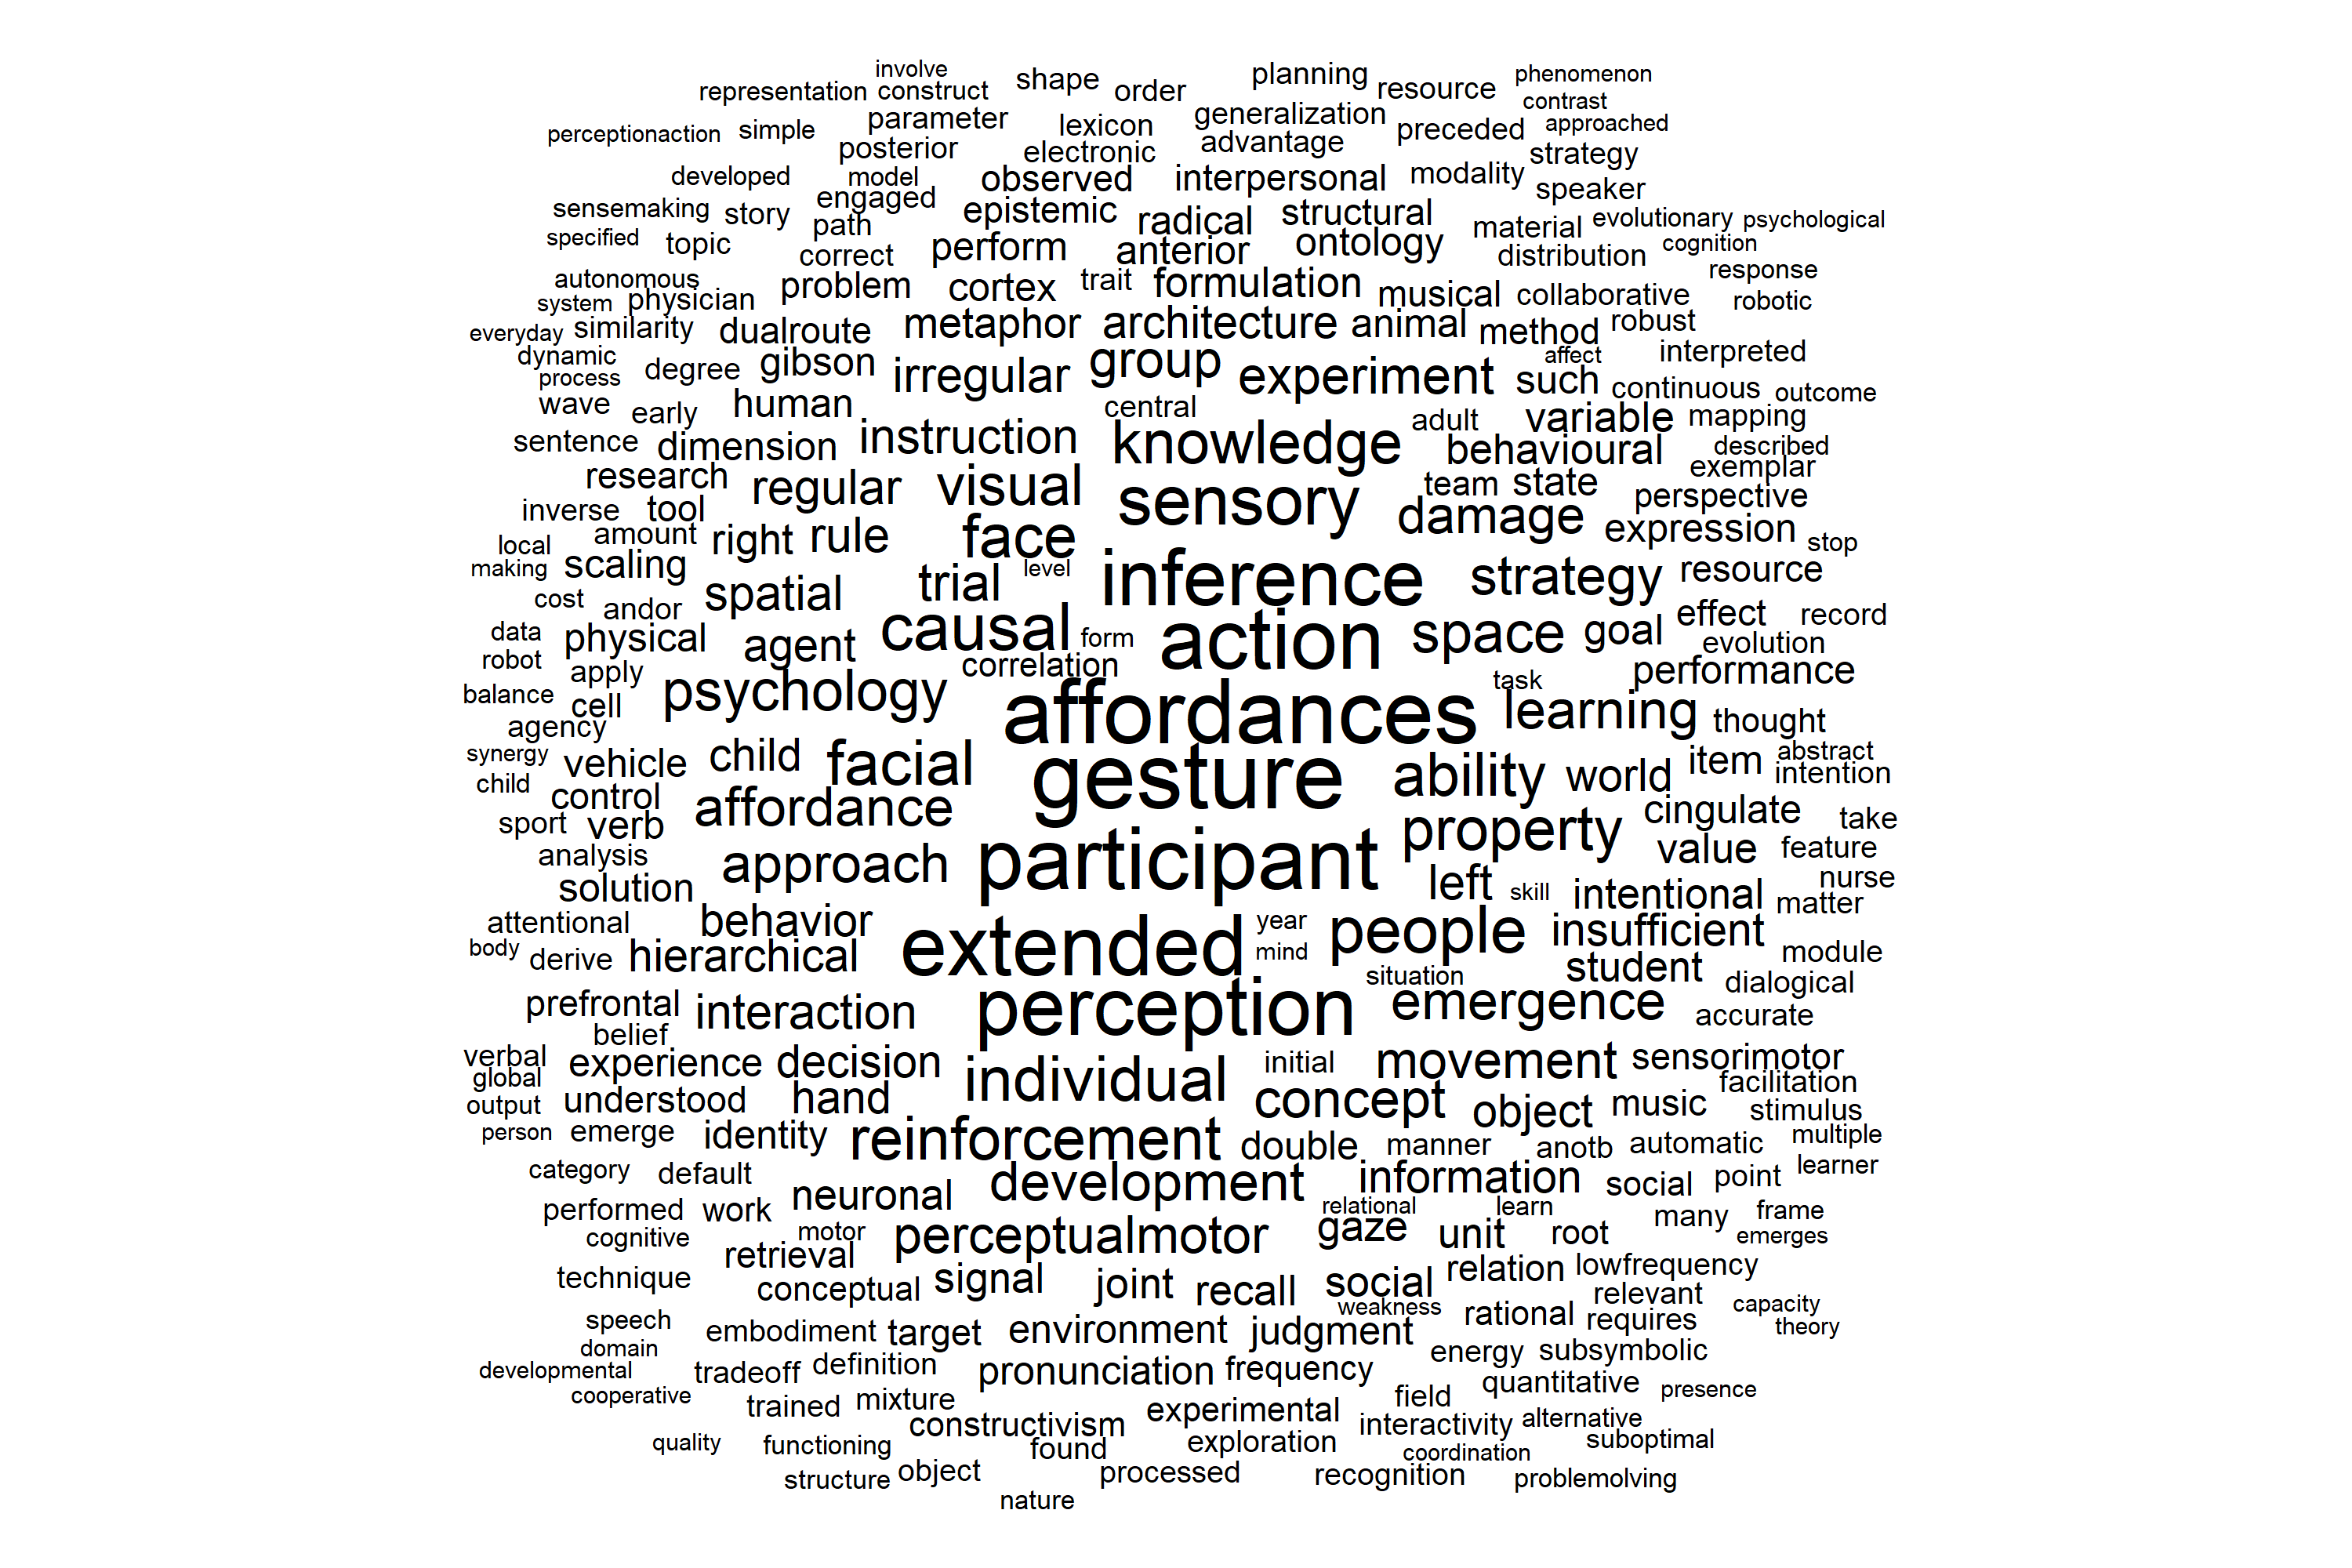 involve
representation construct shape order planning resource phenomenon
contrast
perceptionaction simple parameter lexicon generalization preceded approached
posterior electronic advantage strategy
developed model observed interpersonal modality speaker
sensemaking story engaged epistemic radical structural material evolutionary psychological
specified topic path perform anterior ontology distribution cognition
correct
autonomous problem cortex trait formulation musical collaborative response
system physician robotic
everyday similarity dualroute metaphor architecture animal method robust
dynamic degree gibson irregular group experiment such affect interpreted
process continuous outcome
wave early human central adult variable mapping
sentence dimension instruction knowledge behavioural described
research regular visual sensory team state exemplar
inverse tool damage perspective
amount right rule face expression stop
local
making scaling trial level inference strategy resource
cost andor spatial causal action space goal effect record
data physical agent form evolution
robot apply correlation performance
balance cell psychology affordances task learning thought
agency
synergy vehicle child facial gesture ability world item abstract
child intention
control affordance property cingulate take
sport verb value feature
analysis approach participant
solution left skill intentional nurse
matter
attentional behavior extended year people insufficient
body derive hierarchical mind module
situation student dialogical
prefrontal interaction perception emergence accurate
belief
verbal experience decision individual initial movement sensorimotor
global facilitation
output understood hand concept object music stimulus
person emerge identity reinforcement double manner anotb automatic multiple
category default development information social point learner
performed work neuronal relational learn many frame
cognitive motor perceptualmotor gaze unit root emerges
retrieval
technique conceptual signal joint recall social relation lowfrequency
relevant
speech weakness rational requires capacity
embodiment target environment judgment theory
domain
developmental tradeoff definition pronunciation frequency energy subsymbolic
cooperative trained mixture field quantitative presence
constructivism experimental interactivity alternative
quality functioning found exploration coordination suboptimal
structure object processed recognition problemolving
nature